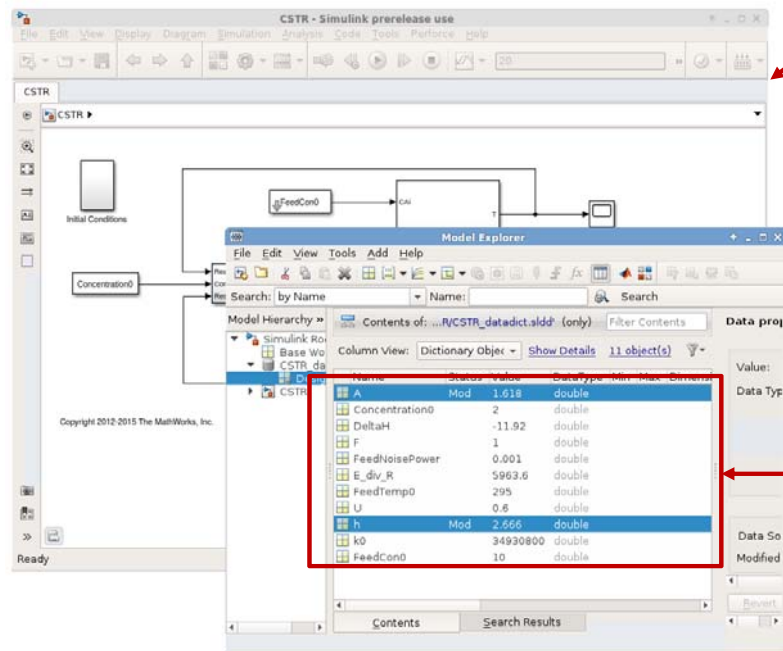 CSTR - Simulink prerelease use
File Edit View Display Diagram Simulation Analysis Code Tools Perforce Help
20
CSTR
CSTR
Initial Conditions
FeedCon0
CAi
T
Concentration0
Copyright 2012-2015 The MathWorks, Inc.
Ready
Model Explorer
File Edit View Tools Add Help
Search: by Name Name: Search
Model Hierarchy
Contents of: ...R/CSTR_datadict.sldd' (only) Filter Contents
Column View: Dictionary Objec Show Details 11 object(s)
Name Status Value DataType Min Max Dimensi
A Mod 1.618 double
Concentration0 2 double
DeltaH -11.92 double
F 1 double
FeedNoisePower 0.001 double
E_div_R 5963.6 double
FeedTemp0 295 double
U 0.6 double
h Mod 2.666 double
k0 34930800 double
FeedCon0 10 double
Simulink Ro
Base Wo
CSTR_da
CSTR
Contents Search Results
Data prop
Value:
Data Typ
Data So
Modified
Revert